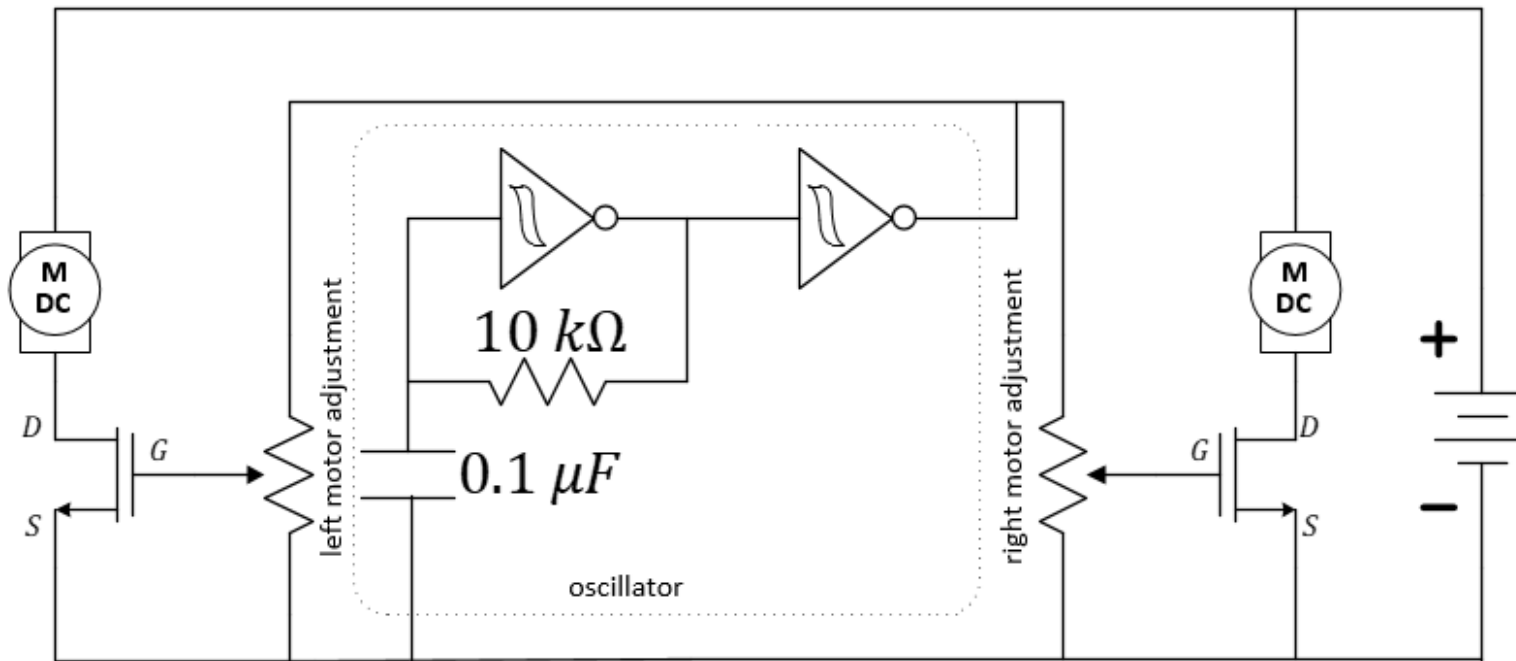 M
DC
D
G
S
left motor adjustment
10 kΩ
0.1 μF
oscillator
right motor adjustment
M
DC
G
D
S
+
−